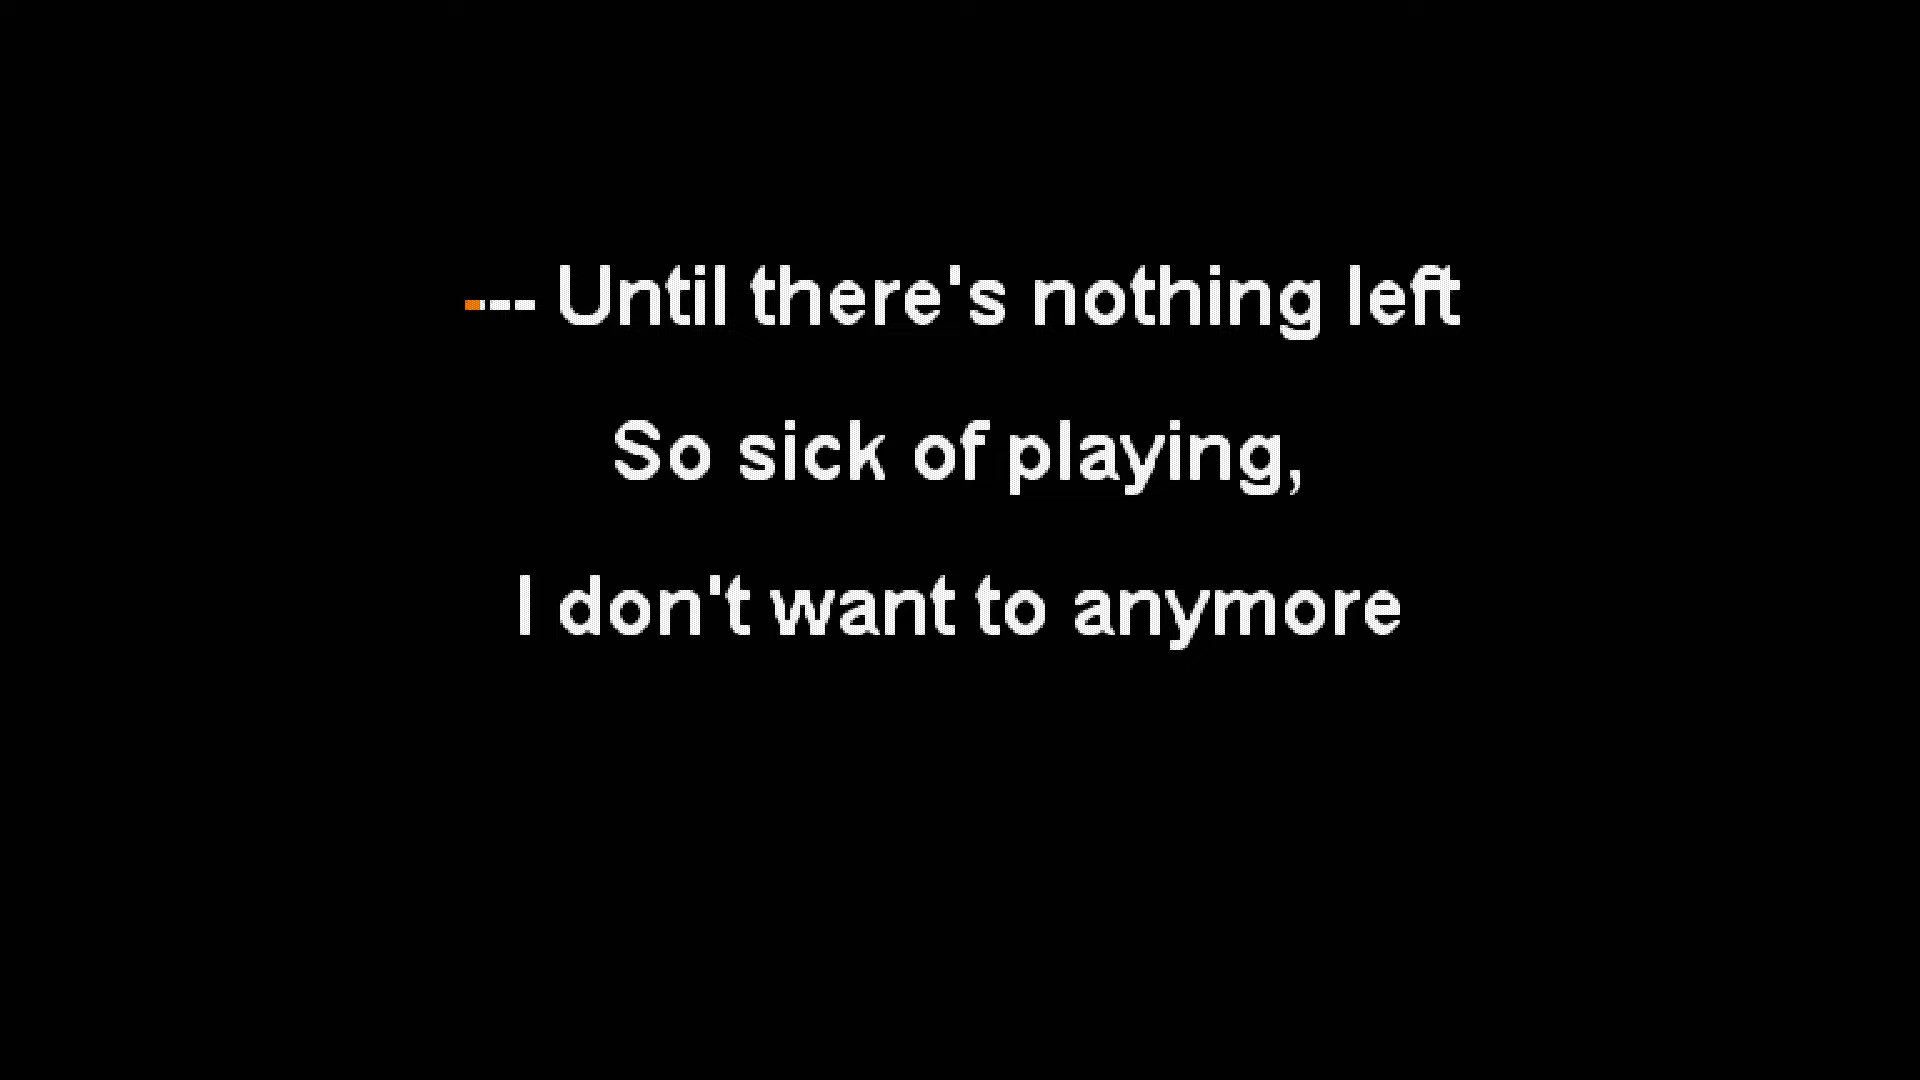 --- Until there's nothing left
So sick of playing,
I don't want to anymore